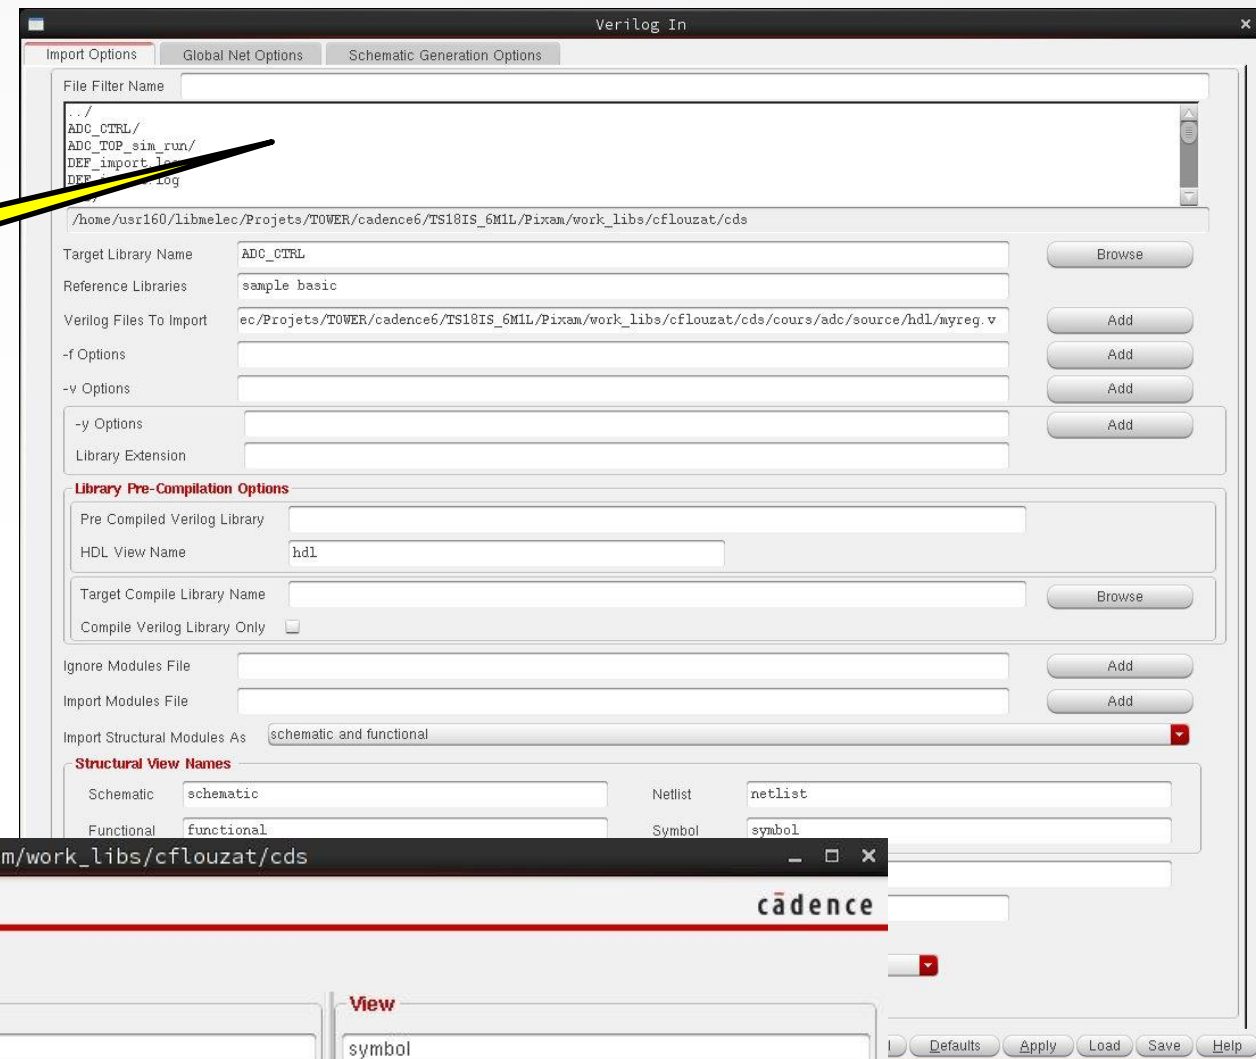 Verilog In
Import Options Global Net Options Schematic Generation Options
File Filter Name
../
ADC_CTRL/
ADC_TOP_sim_run/
DEF_import.log
/home/usr160/libmelec/Projets/TOWER/cadence6/TS18IS_6M1L/Pixam/work_libs/cflouzat/cds
Target Library Name ADC_CTRL Browse
Reference Libraries sample basic
Verilog Files To Import ec/Projets/TOWER/cadence6/TS18IS_6M1L/Pixam/work_libs/cflouzat/cds/cours/adc/source/hdl/myreg.v Add
-f Options Add
-v Options Add
-y Options Add
Library Extension
Library Pre-Compilation Options
Pre Compiled Verilog Library
HDL View Name hdl
Target Compile Library Name Browse
Compile Verilog Library Only
Ignore Modules File Add
Import Modules File Add
Import Structural Modules As schematic and functional
Structural View Names
Schematic schematic Netlist netlist
Functional functional Symbol symbol
m/work_libs/cflouzat/cds
cādence
View
symbol
Defaults Apply Load Save Help